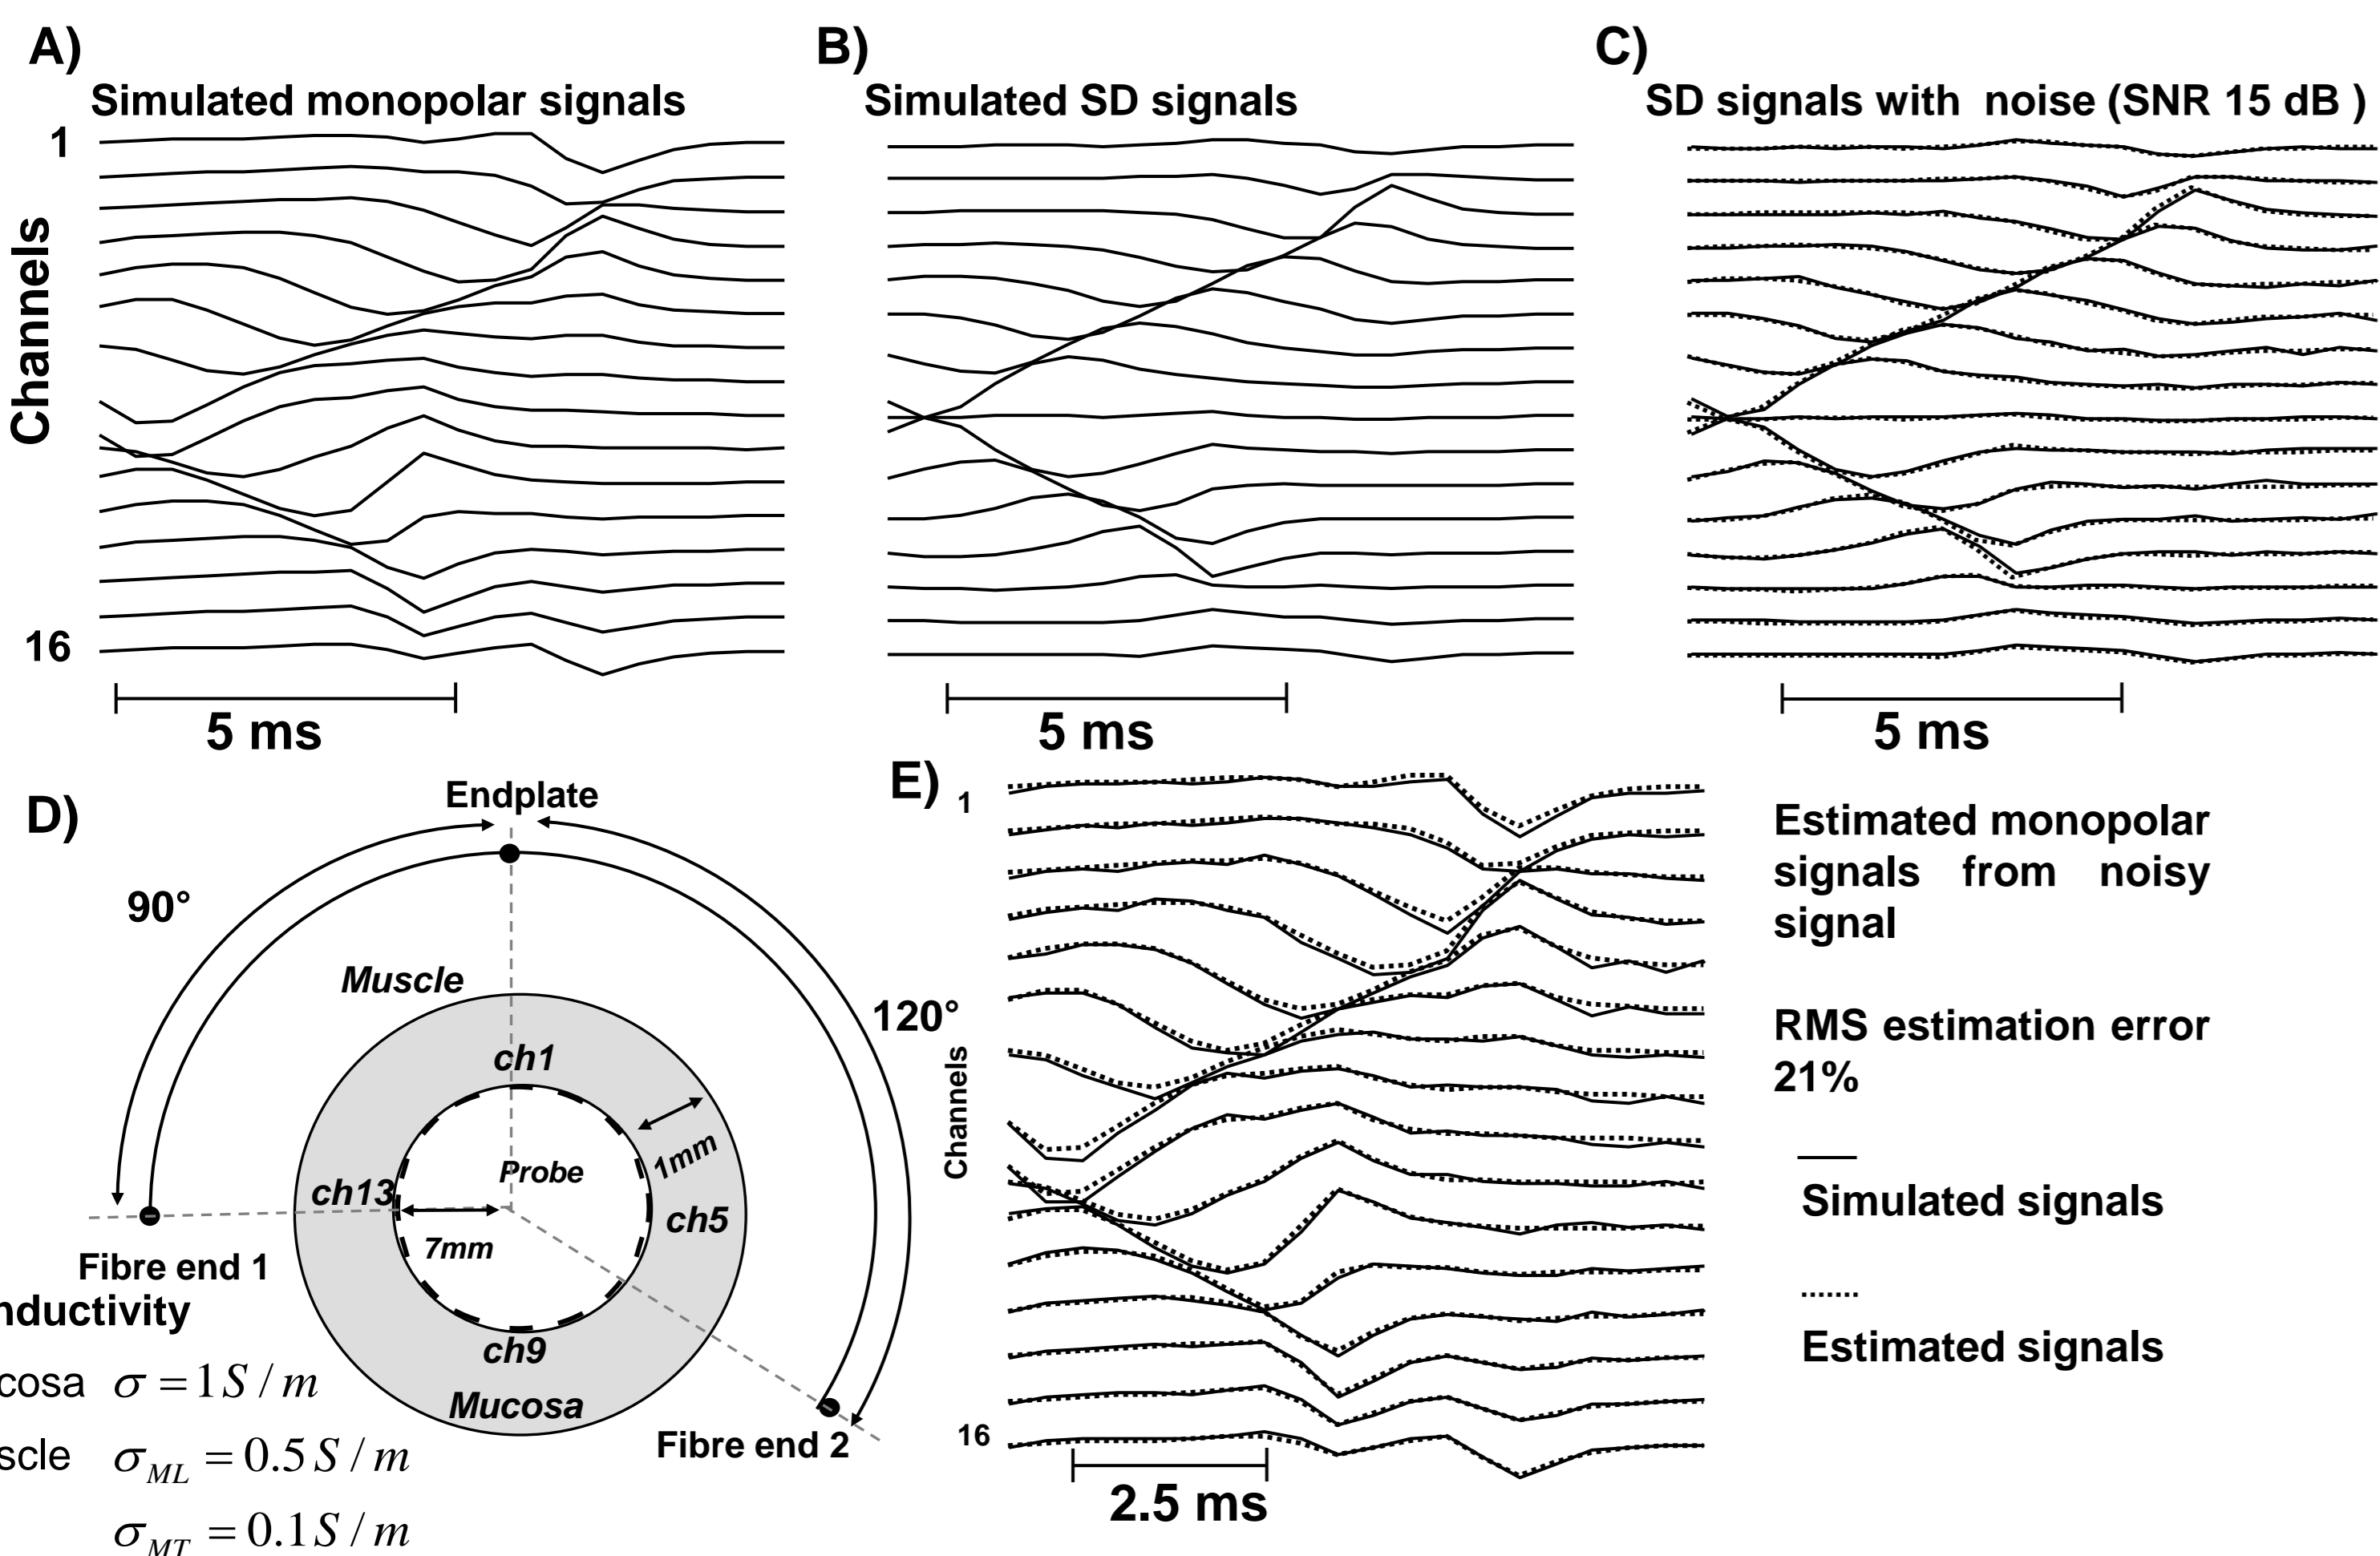 A)
Simulated monopolar signals
1
Channels
16
5 ms
B)
Simulated SD signals
5 ms
C)
SD signals with noise (SNR 15 dB )
5 ms
D)
Endplate
90°
120°
Muscle
ch1
1mm
Probe
ch13
ch5
7mm
Fibre end 1
ch9
Mucosa
Fibre end 2
nductivity
cosa σ = 1 S / m
scle σ_ML = 0.5 S / m
σ_MT = 0.1 S / m
E)
1
Channels
16
2.5 ms
Estimated monopolar
signals from noisy
signal
RMS estimation error
21%
Simulated signals
Estimated signals